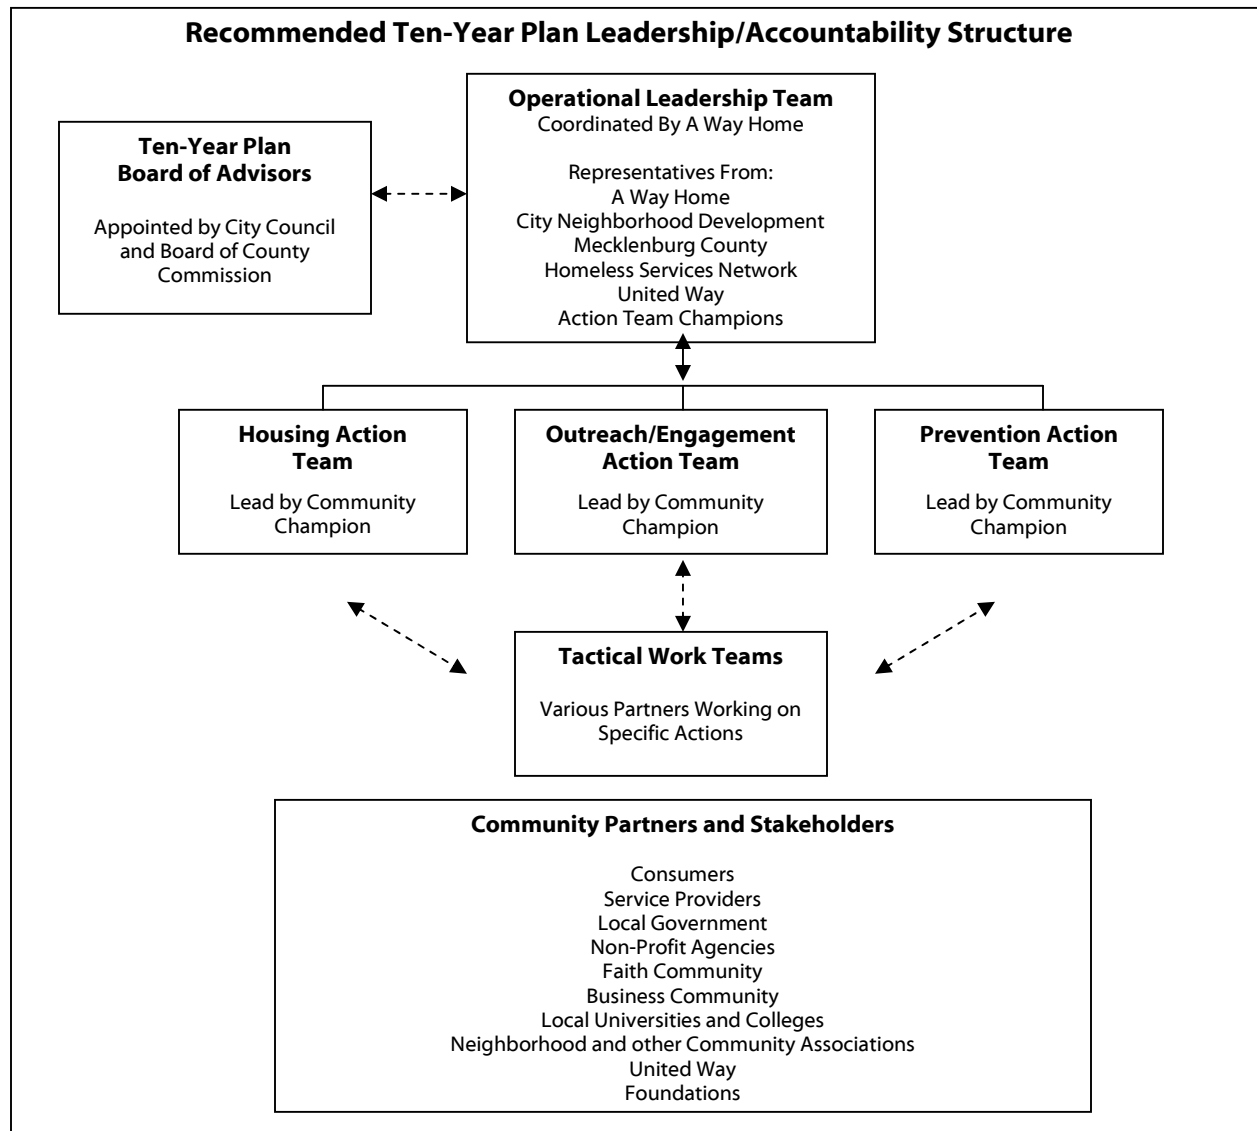 Recommended Ten-Year Plan Leadership/Accountability Structure
Operational Leadership Team
Coordinated By A Way Home
Representatives From:
A Way Home
City Neighborhood Development
Mecklenburg County
Homeless Services Network
United Way
Action Team Champions
Ten-Year Plan
Board of Advisors
Appointed by City Council
and Board of County
Commission
Housing Action
Team
Lead by Community
Champion
Outreach/Engagement
Action Team
Lead by Community
Champion
Prevention Action
Team
Lead by Community
Champion
Tactical Work Teams
Various Partners Working on
Specific Actions
Community Partners and Stakeholders
Consumers
Service Providers
Local Government
Non-Profit Agencies
Faith Community
Business Community
Local Universities and Colleges
Neighborhood and other Community Associations
United Way
Foundations